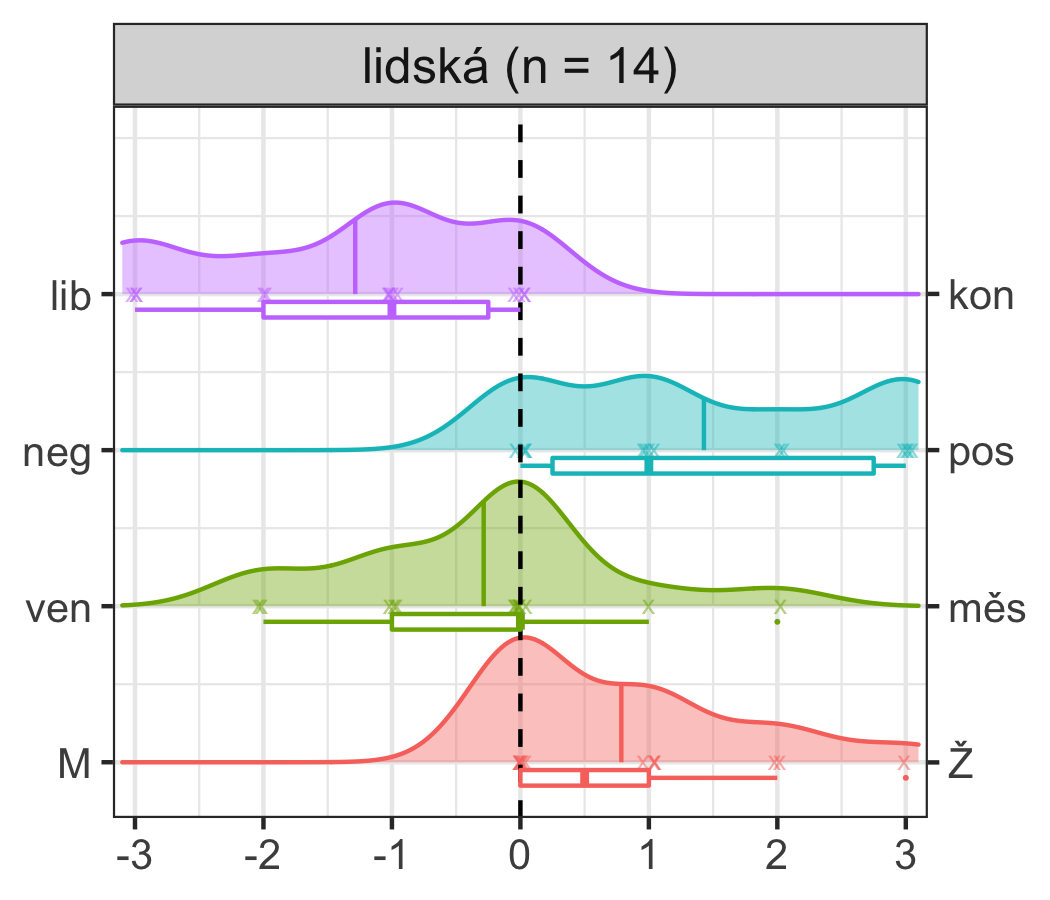 lidská (n = 14)
lib kon
neg pos
ven měs
M Ž
-3 -2 -1 0 1 2 3